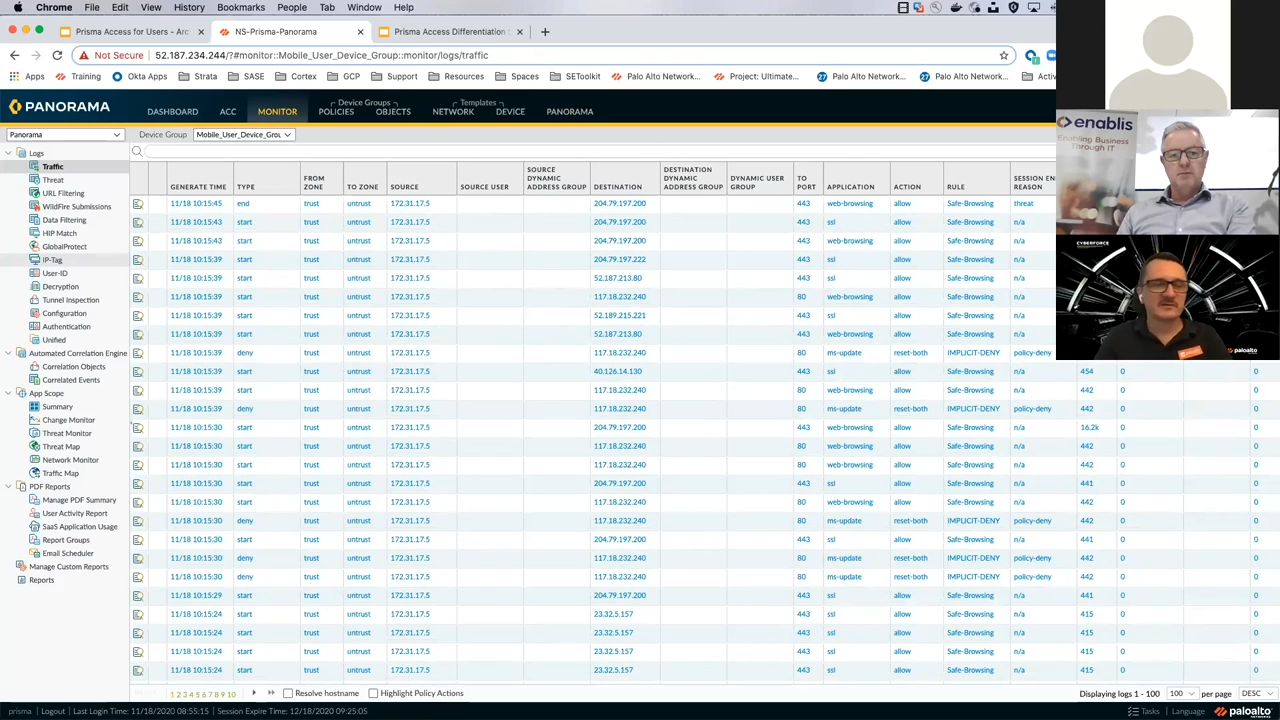 Chrome File Edit View History Bookmarks People Tab Window Help
Prisma Access for Users – Arc × NS-Prisma-Panorama × Prisma Access Differentiation S ×
Not Secure 52.187.234.244/?#monitor::Mobile_User_Device_Group::monitor/logs/traffic
Apps Training Okta Apps Strata SASE Cortex GCP Support Resources Spaces SEToolkit Palo Alto Network... Project: Ultimate... Palo Alto Network... Palo Alto Network... Activ
enablis
Enabling Business
Through IT
CYBERFORCE
paloalto
PANORAMA
DASHBOARD ACC MONITOR Device Groups POLICIES OBJECTS Templates NETWORK DEVICE PANORAMA
Panorama Device Group Mobile_User_Device_Grou
Logs
Traffic
Threat
URL Filtering
WildFire Submissions
Data Filtering
HIP Match
GlobalProtect
IP-Tag
User-ID
Decryption
Tunnel Inspection
Configuration
Authentication
Unified
Automated Correlation Engine
Correlation Objects
Correlated Events
App Scope
Summary
Change Monitor
Threat Monitor
Threat Map
Network Monitor
Traffic Map
PDF Reports
Manage PDF Summary
User Activity Report
SaaS Application Usage
Report Groups
Email Scheduler
Manage Custom Reports
Reports
GENERATE TIME TYPE FROM ZONE TO ZONE SOURCE SOURCE USER SOURCE DYNAMIC ADDRESS GROUP DESTINATION DESTINATION DYNAMIC ADDRESS GROUP DYNAMIC USER GROUP TO PORT APPLICATION ACTION RULE SESSION EN REASON
11/18 10:15:45 end trust untrust 172.31.17.5 204.79.197.200 443 web-browsing allow Safe-Browsing threat
11/18 10:15:43 start trust untrust 172.31.17.5 204.79.197.200 443 ssl allow Safe-Browsing n/a
11/18 10:15:43 start trust untrust 172.31.17.5 204.79.197.200 443 web-browsing allow Safe-Browsing n/a
11/18 10:15:39 start trust untrust 172.31.17.5 204.79.197.222 443 ssl allow Safe-Browsing n/a
11/18 10:15:39 start trust untrust 172.31.17.5 52.187.213.80 443 ssl allow Safe-Browsing n/a
11/18 10:15:39 start trust untrust 172.31.17.5 117.18.232.240 80 web-browsing allow Safe-Browsing n/a
11/18 10:15:39 start trust untrust 172.31.17.5 52.189.215.221 443 ssl allow Safe-Browsing n/a
11/18 10:15:39 start trust untrust 172.31.17.5 52.187.213.80 443 web-browsing allow Safe-Browsing n/a
11/18 10:15:39 deny trust untrust 172.31.17.5 117.18.232.240 80 ms-update reset-both IMPLICIT-DENY policy-deny
11/18 10:15:39 start trust untrust 172.31.17.5 40.126.14.130 443 ssl allow Safe-Browsing n/a 454 0 0
11/18 10:15:39 start trust untrust 172.31.17.5 117.18.232.240 80 web-browsing allow Safe-Browsing n/a 442 0 0
11/18 10:15:39 deny trust untrust 172.31.17.5 117.18.232.240 80 ms-update reset-both IMPLICIT-DENY policy-deny 442 0 0
11/18 10:15:30 start trust untrust 172.31.17.5 204.79.197.200 443 web-browsing allow Safe-Browsing n/a 16.2k 0 0
11/18 10:15:30 start trust untrust 172.31.17.5 117.18.232.240 80 web-browsing allow Safe-Browsing n/a 442 0 0
11/18 10:15:30 start trust untrust 172.31.17.5 117.18.232.240 80 web-browsing allow Safe-Browsing n/a 442 0 0
11/18 10:15:30 start trust untrust 172.31.17.5 204.79.197.200 443 ssl allow Safe-Browsing n/a 441 0 0
11/18 10:15:30 start trust untrust 172.31.17.5 117.18.232.240 80 web-browsing allow Safe-Browsing n/a 442 0 0
11/18 10:15:30 deny trust untrust 172.31.17.5 117.18.232.240 80 ms-update reset-both IMPLICIT-DENY policy-deny 442 0 0
11/18 10:15:30 start trust untrust 172.31.17.5 204.79.197.200 443 ssl allow Safe-Browsing n/a 441 0 0
11/18 10:15:30 deny trust untrust 172.31.17.5 117.18.232.240 80 ms-update reset-both IMPLICIT-DENY policy-deny 442 0 0
11/18 10:15:30 deny trust untrust 172.31.17.5 117.18.232.240 80 ms-update reset-both IMPLICIT-DENY policy-deny 442 0 0
11/18 10:15:29 start trust untrust 172.31.17.5 204.79.197.200 443 ssl allow Safe-Browsing n/a 441 0 0
11/18 10:15:24 start trust untrust 172.31.17.5 23.32.5.157 443 ssl allow Safe-Browsing n/a 415 0 0
11/18 10:15:24 start trust untrust 172.31.17.5 23.32.5.157 443 ssl allow Safe-Browsing n/a 415 0 0
11/18 10:15:24 start trust untrust 172.31.17.5 23.32.5.157 443 ssl allow Safe-Browsing n/a 415 0 0
11/18 10:15:24 start trust untrust 172.31.17.5 23.32.5.157 443 ssl allow Safe-Browsing n/a 415 0 0
1 2 3 4 5 6 7 8 9 10 Resolve hostname Highlight Policy Actions Displaying logs 1 - 100 100 per page DESC
prisma Logout Last Login Time: 11/18/2020 08:55:15 Session Expire Time: 12/18/2020 09:25:05 Tasks Language paloalto